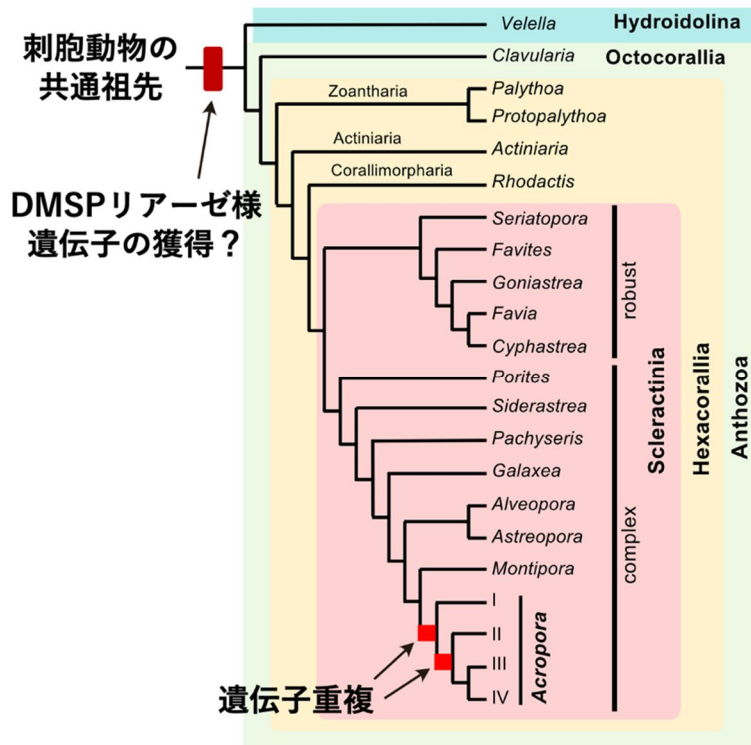 Velella
Hydroidolina
刺胞動物の
共通祖先
Clavularia
Octocorallia
Zoantharia
Palythoa
Protopalythoa
Actiniaria
Actiniaria
Corallimorpharia
Rhodactis
DMSPリアーゼ様
遺伝子の獲得？
Seriatopora
Favites
Goniastrea
Favia
Cyphastrea
robust
Porites
Siderastrea
Pachyseris
Galaxea
Alveopora
Astreopora
Montipora
I
II
III
IV
Acropora
complex
Scleractinia
Hexacorallia
Anthozoa
遺伝子重複